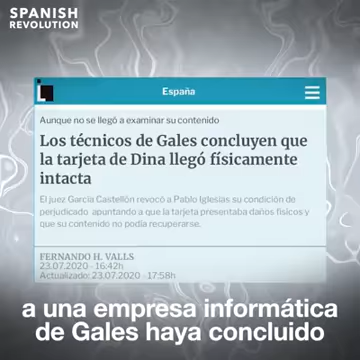 SPANISH
REVOLUTION
España
Aunque no se llegó a examinar su contenido
Los técnicos de Gales concluyen que
la tarjeta de Dina llegó físicamente
intacta
El juez García Castellón revocó a Pablo Iglesias su condición de
perjudicado apuntando a que la tarjeta presentaba daños físicos y
que su contenido no podía recuperarse.
FERNANDO H. VALLS
23.07.2020 - 16:42h
Actualizado: 23.07.2020 - 17:58h
a una empresa informática
de Gales haya concluido